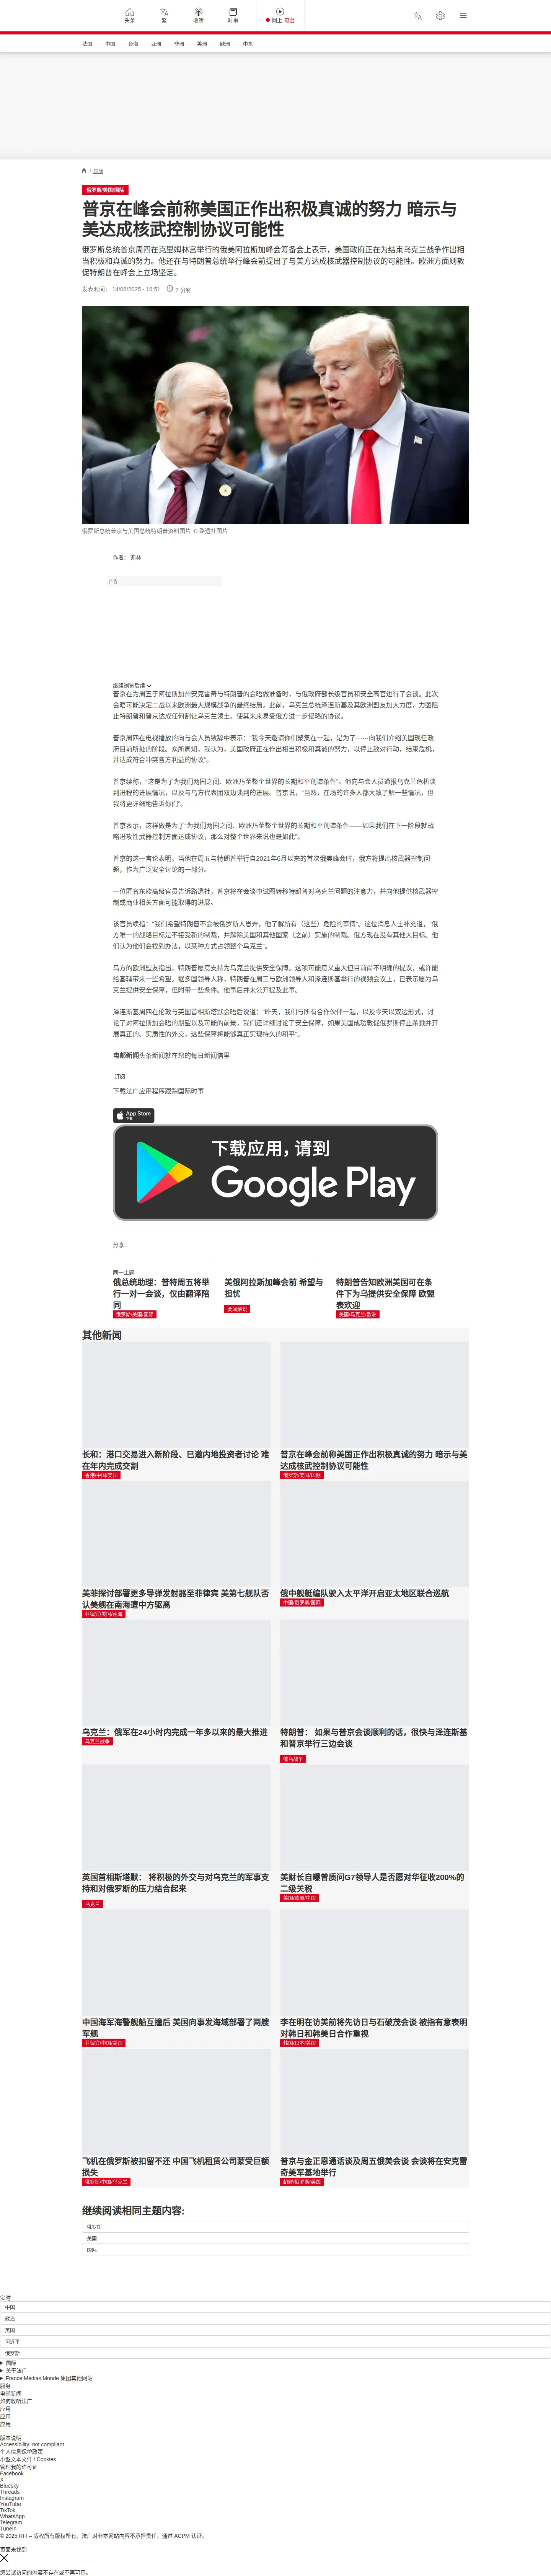 头条
繁
收听
时事
网上 电台
法国
中国
台海
亚洲
非洲
美洲
欧洲
中东
/ 国际
俄罗斯/美国/国际
普京在峰会前称美国正作出积极真诚的努力 暗示与
美达成核武控制协议可能性
俄罗斯总统普京周四在克里姆林宫举行的俄美阿拉斯加峰会筹备会上表示，美国政府正在为结束乌克兰战争作出相
当积极和真诚的努力。他还在与特朗普总统举行峰会前提出了与美方达成核武器控制协议的可能性。欧洲方面则敦
促特朗普在峰会上立场坚定。
发表时间： 14/08/2025 - 16:51
7 分钟
俄罗斯总统普京与美国总统特朗普资料图片 © 路透社图片
作者： 弗林
广告
继续浏览后续
普京在为周五于阿拉斯加州安克雷奇与特朗普的会晤做准备时，与俄政府部长级官员和安全高官进行了会谈。此次
会晤可能决定二战以来欧洲最大规模战争的最终结局。此前，乌克兰总统泽连斯基及其欧洲盟友加大力度，力图阻
止特朗普和普京达成任何割让乌克兰领土、使其未来易受俄方进一步侵略的协议。
普京周四在电视播放的向与会人员致辞中表示：“我今天邀请你们聚集在一起，是为了……向我们介绍美国现任政
府目前所处的阶段。众所周知，我认为，美国政府正在作出相当积极和真诚的努力，以停止敌对行动，结束危机，
并达成符合冲突各方利益的协议”。
普京续称，“这是为了为我们两国之间、欧洲乃至整个世界的长期和平创造条件”。他向与会人员通报乌克兰危机谈
判进程的进展情况，以及与乌方代表团双边谈判的进展。普京说，“当然，在场的许多人都大致了解一些情况，但
我将更详细地告诉你们”。
普京表示，这样做是为了“为我们两国之间、欧洲乃至整个世界的长期和平创造条件——如果我们在下一阶段就战
略进攻性武器控制方面达成协议，那么对整个世界来说也是如此”。
普京的这一言论表明，当他在周五与特朗普举行自2021年6月以来的首次俄美峰会时，俄方将提出核武器控制问
题，作为广泛安全讨论的一部分。
一位匿名东欧高级官员告诉路透社，普京将在会谈中试图转移特朗普对乌克兰问题的注意力，并向他提供核武器控
制或商业相关方面可能取得的进展。
该官员续指：“我们希望特朗普不会被俄罗斯人愚弄，他了解所有（这些）危险的事情”。这位消息人士补充道，“俄
方唯一的战略目标是不接受新的制裁，并解除美国和其他国家（之前）实施的制裁。俄方现在没有其他大目标。他
们认为他们会找到办法，以某种方式占领整个乌克兰”。
乌方的欧洲盟友指出，特朗普愿意支持为乌克兰提供安全保障。这项可能意义重大但目前尚不明确的提议，或许能
给基辅带来一些希望。据多国领导人称，特朗普在周三与欧洲领导人和泽连斯基举行的视频会议上，已表示愿为乌
克兰提供安全保障，但附带一些条件。他事后并未公开提及此事。
泽连斯基周四在伦敦与英国首相斯塔默会晤后说道：“昨天，我们与所有合作伙伴一起，以及今天以双边形式，讨
论了对阿拉斯加会晤的期望以及可能的前景，我们还详细讨论了安全保障，如果美国成功敦促俄罗斯停止杀戮并开
展真正的、实质性的外交，这些保障将能够真正实现持久的和平”。
电邮新闻头条新闻就在您的每日新闻信里
订阅
下载法广应用程序跟踪国际时事
App Store
下载
下载应用，请到
Google Play
分享 :
同一主题
俄总统助理：普特周五将举
行一对一会谈，仅由翻译陪
同
俄罗斯/美国/国际
美俄阿拉斯加峰会前 希望与
担忧
要闻解说
特朗普告知欧洲美国可在条
件下为乌提供安全保障 欧盟
表欢迎
美国/乌克兰/欧洲
其他新闻
长和：港口交易进入新阶段、已邀内地投资者讨论 难
在年内完成交割
香港/中国/美国
普京在峰会前称美国正作出积极真诚的努力 暗示与美
达成核武控制协议可能性
俄罗斯/美国/国际
美菲探讨部署更多导弹发射器至菲律宾 美第七舰队否
认美舰在南海遭中方驱离
菲律宾/美国/南海
俄中舰艇编队驶入太平洋开启亚太地区联合巡航
中国/俄罗斯/国际
乌克兰：俄军在24小时内完成一年多以来的最大推进
乌克兰战争
特朗普： 如果与普京会谈顺利的话，很快与泽连斯基
和普京举行三边会谈
俄乌战争
英国首相斯塔默： 将积极的外交与对乌克兰的军事支
持和对俄罗斯的压力结合起来
乌克兰
美财长自曝曾质问G7领导人是否愿对华征收200%的
二级关税
美国/欧洲/中国
中国海军海警舰船互撞后 美国向事发海域部署了两艘
军舰
菲律宾/中国/美国
李在明在访美前将先访日与石破茂会谈 被指有意表明
对韩日和韩美日合作重视
韩国/日本/美国
飞机在俄罗斯被扣留不还 中国飞机租赁公司蒙受巨额
损失
俄罗斯/中国/乌克兰
普京与金正恩通话谈及周五俄美会谈 会谈将在安克雷
奇美军基地举行
朝鲜/俄罗斯/美国
继续阅读相同主题内容:
俄罗斯
美国
国际
实时
中国
政治
美国
习近平
俄罗斯
国际
关于法广
France Médias Monde 集团其他网站
服务
电邮新闻
如何收听法广
应用
应用
应用
版本说明
Accessibility: not compliant
个人信息保护政策
小型文本文件 / Cookies
管理我的许可证
Facebook
X
Bluesky
Threads
Instagram
YouTube
TikTok
WhatsApp
Telegram
TuneIn
© 2025 RFI – 版权所有版权所有。法广对非本网站内容不承担责任。通过 ACPM 认证。
页面未找到
您尝试访问的内容不存在或不再可用。